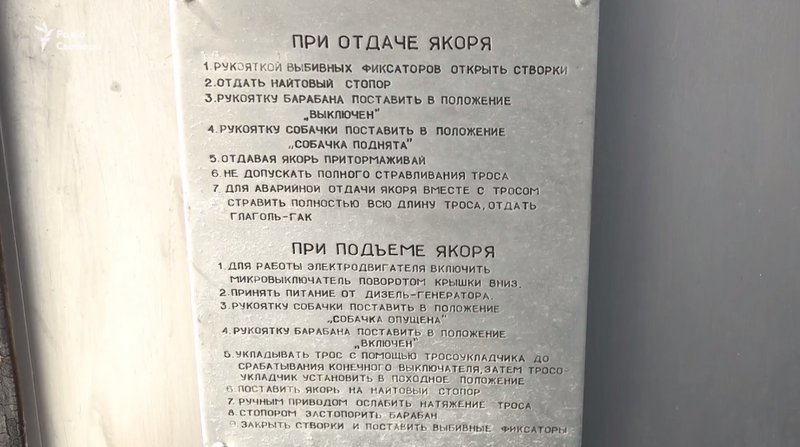 Радіо
Свобода
ПРИ ОТДАЧЕ ЯКОРЯ
1. РУКОЯТКОЙ ВЫБИВНЫХ ФИКСАТОРОВ ОТКРЫТЬ СТВОРКИ
2. ОТДАТЬ НАЙТОВЫЙ СТОПОР
3. РУКОЯТКУ БАРАБАНА ПОСТАВИТЬ В ПОЛОЖЕНИЕ
„ВЫКЛЮЧЕН"
4. РУКОЯТКУ СОБАЧКИ ПОСТАВИТЬ В ПОЛОЖЕНИЕ
„СОБАЧКА ПОДНЯТА"
5. ОТДАВАЯ ЯКОРЬ ПРИТОРМАЖИВАЙ
6. НЕ ДОПУСКАТЬ ПОЛНОГО СТРАВЛИВАНИЯ ТРОСА
7. ДЛЯ АВАРИЙНОЙ ОТДАЧИ ЯКОРЯ ВМЕСТЕ С ТРОСОМ
СТРАВИТЬ ПОЛНОСТЬЮ ВСЮ ДЛИНУ ТРОСА, ОТДАТЬ
ГЛАГОЛЬ-ГАК
ПРИ ПОДЪЕМЕ ЯКОРЯ
1. ДЛЯ РАБОТЫ ЭЛЕКТРОДВИГАТЕЛЯ ВКЛЮЧИТЬ
МИКРОВЫКЛЮЧАТЕЛЬ ПОВОРОТОМ КРЫШКИ ВНИЗ.
2. ПРИНЯТЬ ПИТАНИЕ ОТ ДИЗЕЛЬ-ГЕНЕРАТОРА.
3. РУКОЯТКУ СОБАЧКИ ПОСТАВИТЬ В ПОЛОЖЕНИЕ
„СОБАЧКА ОПУЩЕНА"
4. РУКОЯТКУ БАРАБАНА ПОСТАВИТЬ В ПОЛОЖЕНИЕ
„ВКЛЮЧЕН"
5. УКЛАДЫВАТЬ ТРОС С ПОМОЩЬЮ ТРОСОУКЛАДЧИКА ДО
СРАБАТЫВАНИЯ КОНЕЧНОГО ВЫКЛЮЧАТЕЛЯ, ЗАТЕМ ТРОСО-
УКЛАДЧИК УСТАНОВИТЬ В ПОХОДНОЕ ПОЛОЖЕНИЕ
6. ПОСТАВИТЬ ЯКОРЬ НА НАЙТОВЫЙ СТОПОР
7. РУЧНЫМ ПРИВОДОМ ОСЛАБИТЬ НАТЯЖЕНИЕ ТРОСА
8. СТОПОРОМ ЗАСТОПОРИТЬ БАРАБАН
9. ЗАКРЫТЬ СТВОРКИ И ПОСТАВИТЬ ВЫБИВНЫЕ ФИКСАТОРЫ